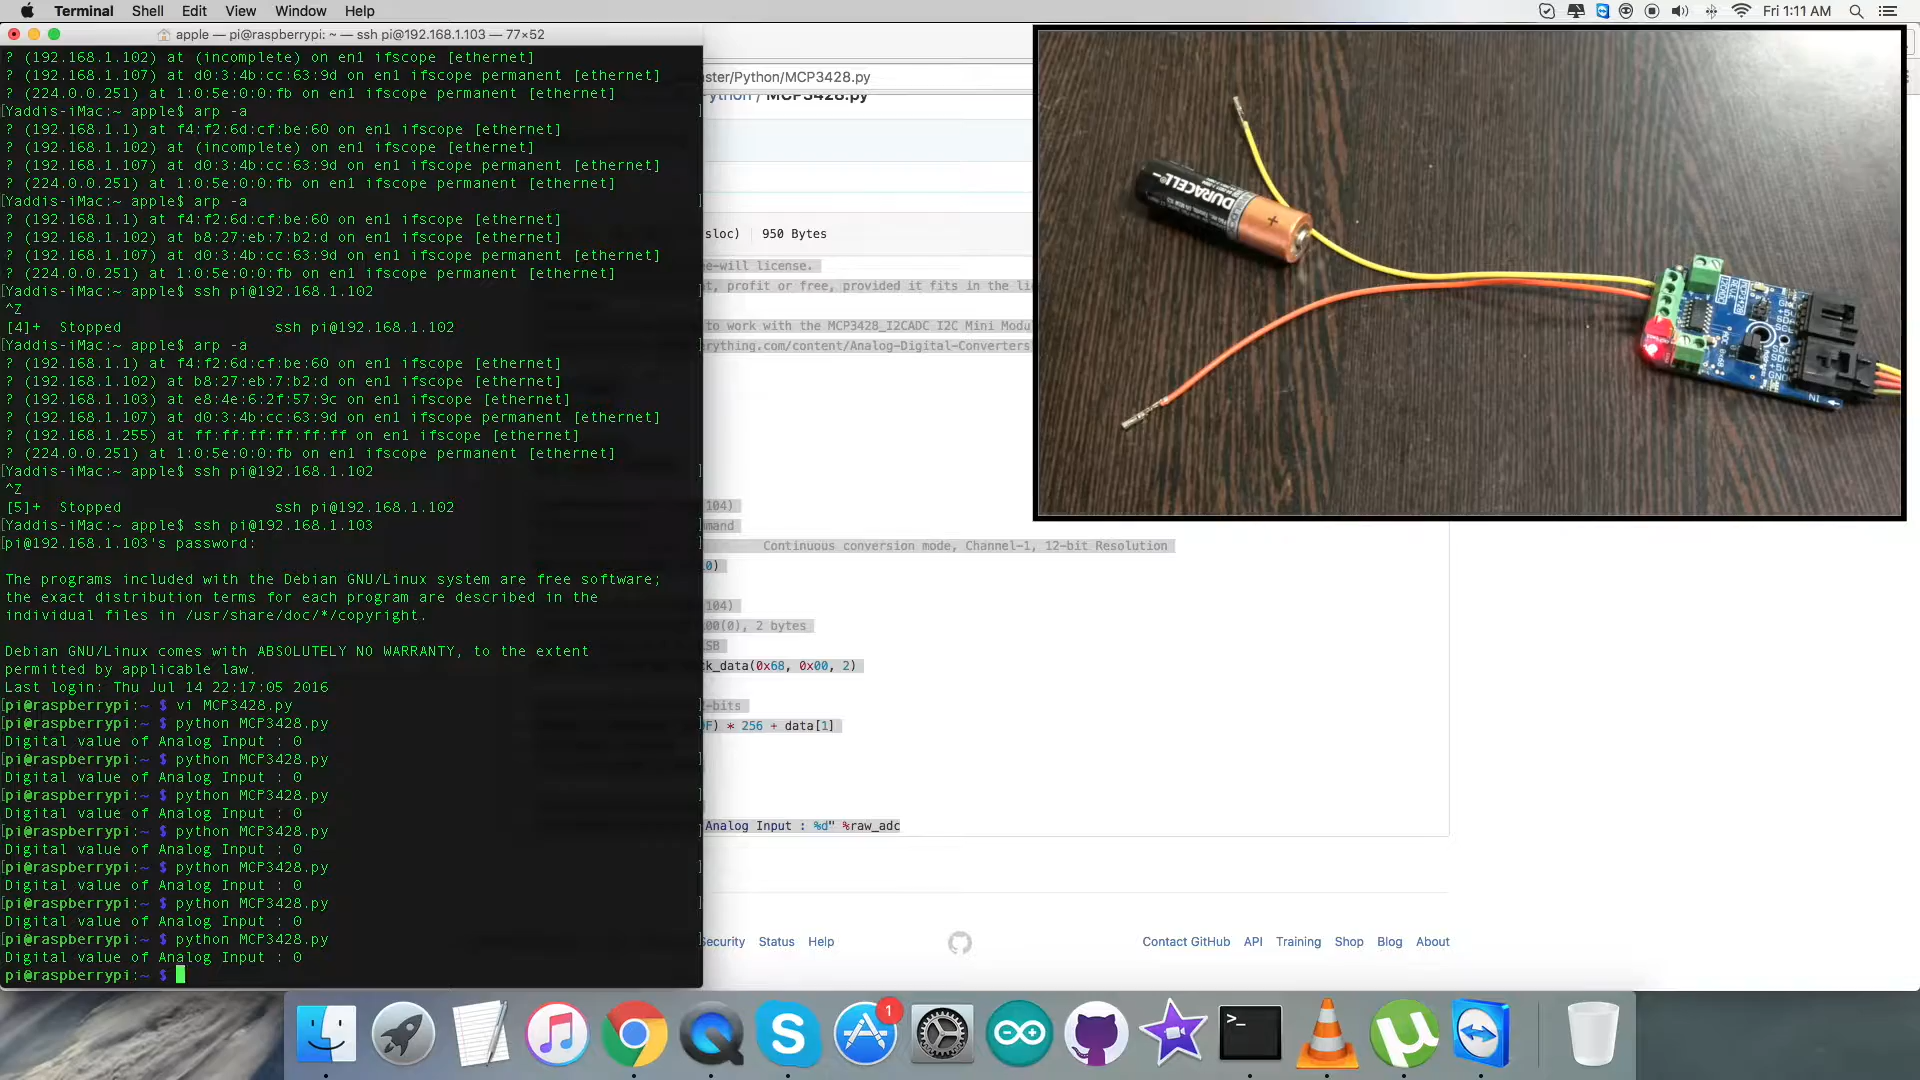 Terminal Shell Edit View Window Help
Fri 1:11 AM
apple — pi@raspberrypi: ~ — ssh pi@192.168.1.103 — 77×52
? (192.168.1.102) at (incomplete) on en1 ifscope [ethernet]
? (192.168.1.107) at d0:3:4b:cc:63:9d on en1 ifscope permanent [ethernet]
? (224.0.0.251) at 1:0:5e:0:0:fb on en1 ifscope permanent [ethernet]
[Yaddis-iMac:~ apple$ arp -a ]
? (192.168.1.1) at f4:f2:6d:cf:be:60 on en1 ifscope [ethernet]
? (192.168.1.102) at (incomplete) on en1 ifscope [ethernet]
? (192.168.1.107) at d0:3:4b:cc:63:9d on en1 ifscope permanent [ethernet]
? (224.0.0.251) at 1:0:5e:0:0:fb on en1 ifscope permanent [ethernet]
[Yaddis-iMac:~ apple$ arp -a ]
? (192.168.1.1) at f4:f2:6d:cf:be:60 on en1 ifscope [ethernet]
? (192.168.1.102) at b8:27:eb:7:b2:d on en1 ifscope [ethernet]
? (192.168.1.107) at d0:3:4b:cc:63:9d on en1 ifscope permanent [ethernet]
? (224.0.0.251) at 1:0:5e:0:0:fb on en1 ifscope permanent [ethernet]
[Yaddis-iMac:~ apple$ ssh pi@192.168.1.102 ]
^Z
[4]+ Stopped ssh pi@192.168.1.102
[Yaddis-iMac:~ apple$ arp -a ]
? (192.168.1.1) at f4:f2:6d:cf:be:60 on en1 ifscope [ethernet]
? (192.168.1.102) at b8:27:eb:7:b2:d on en1 ifscope [ethernet]
? (192.168.1.103) at e8:4e:6:2f:57:9c on en1 ifscope [ethernet]
? (192.168.1.107) at d0:3:4b:cc:63:9d on en1 ifscope permanent [ethernet]
? (192.168.1.255) at ff:ff:ff:ff:ff:ff on en1 ifscope [ethernet]
? (224.0.0.251) at 1:0:5e:0:0:fb on en1 ifscope permanent [ethernet]
[Yaddis-iMac:~ apple$ ssh pi@192.168.1.102 ]
^Z
[5]+ Stopped ssh pi@192.168.1.102
[Yaddis-iMac:~ apple$ ssh pi@192.168.1.103 ]
[pi@192.168.1.103's password: ]
The programs included with the Debian GNU/Linux system are free software;
the exact distribution terms for each program are described in the
individual files in /usr/share/doc/*/copyright.
Debian GNU/Linux comes with ABSOLUTELY NO WARRANTY, to the extent
permitted by applicable law.
Last login: Thu Jul 14 22:17:05 2016
[pi@raspberrypi:~ $ vi MCP3428.py ]
[pi@raspberrypi:~ $ python MCP3428.py ]
Digital value of Analog Input : 0
[pi@raspberrypi:~ $ python MCP3428.py ]
Digital value of Analog Input : 0
[pi@raspberrypi:~ $ python MCP3428.py ]
Digital value of Analog Input : 0
[pi@raspberrypi:~ $ python MCP3428.py ]
Digital value of Analog Input : 0
[pi@raspberrypi:~ $ python MCP3428.py ]
Digital value of Analog Input : 0
[pi@raspberrypi:~ $ python MCP3428.py ]
Digital value of Analog Input : 0
[pi@raspberrypi:~ $ python MCP3428.py ]
Digital value of Analog Input : 0
pi@raspberrypi:~ $
ster/Python/MCP3428.py
Python / MCP3428.py
sloc) 950 Bytes
ee-will license.
t, profit or free, provided it fits in the li
to work with the MCP3428_I2CADC I2C Mini Modu
erything.com/content/Analog-Digital-Converters
104)
mmand
Continuous conversion mode, Channel-1, 12-bit Resolution
0)
104)
00(0), 2 bytes
SB
ck_data(0x68, 0x00, 2)
2-bits
0F) * 256 + data[1]
Analog Input : %d" %raw_adc
Security Status Help
Contact GitHub API Training Shop Blog About
DURACELL
+
SDA
SCL
SCL
SDA
+5V
GND
IN
1
>_
S
µ